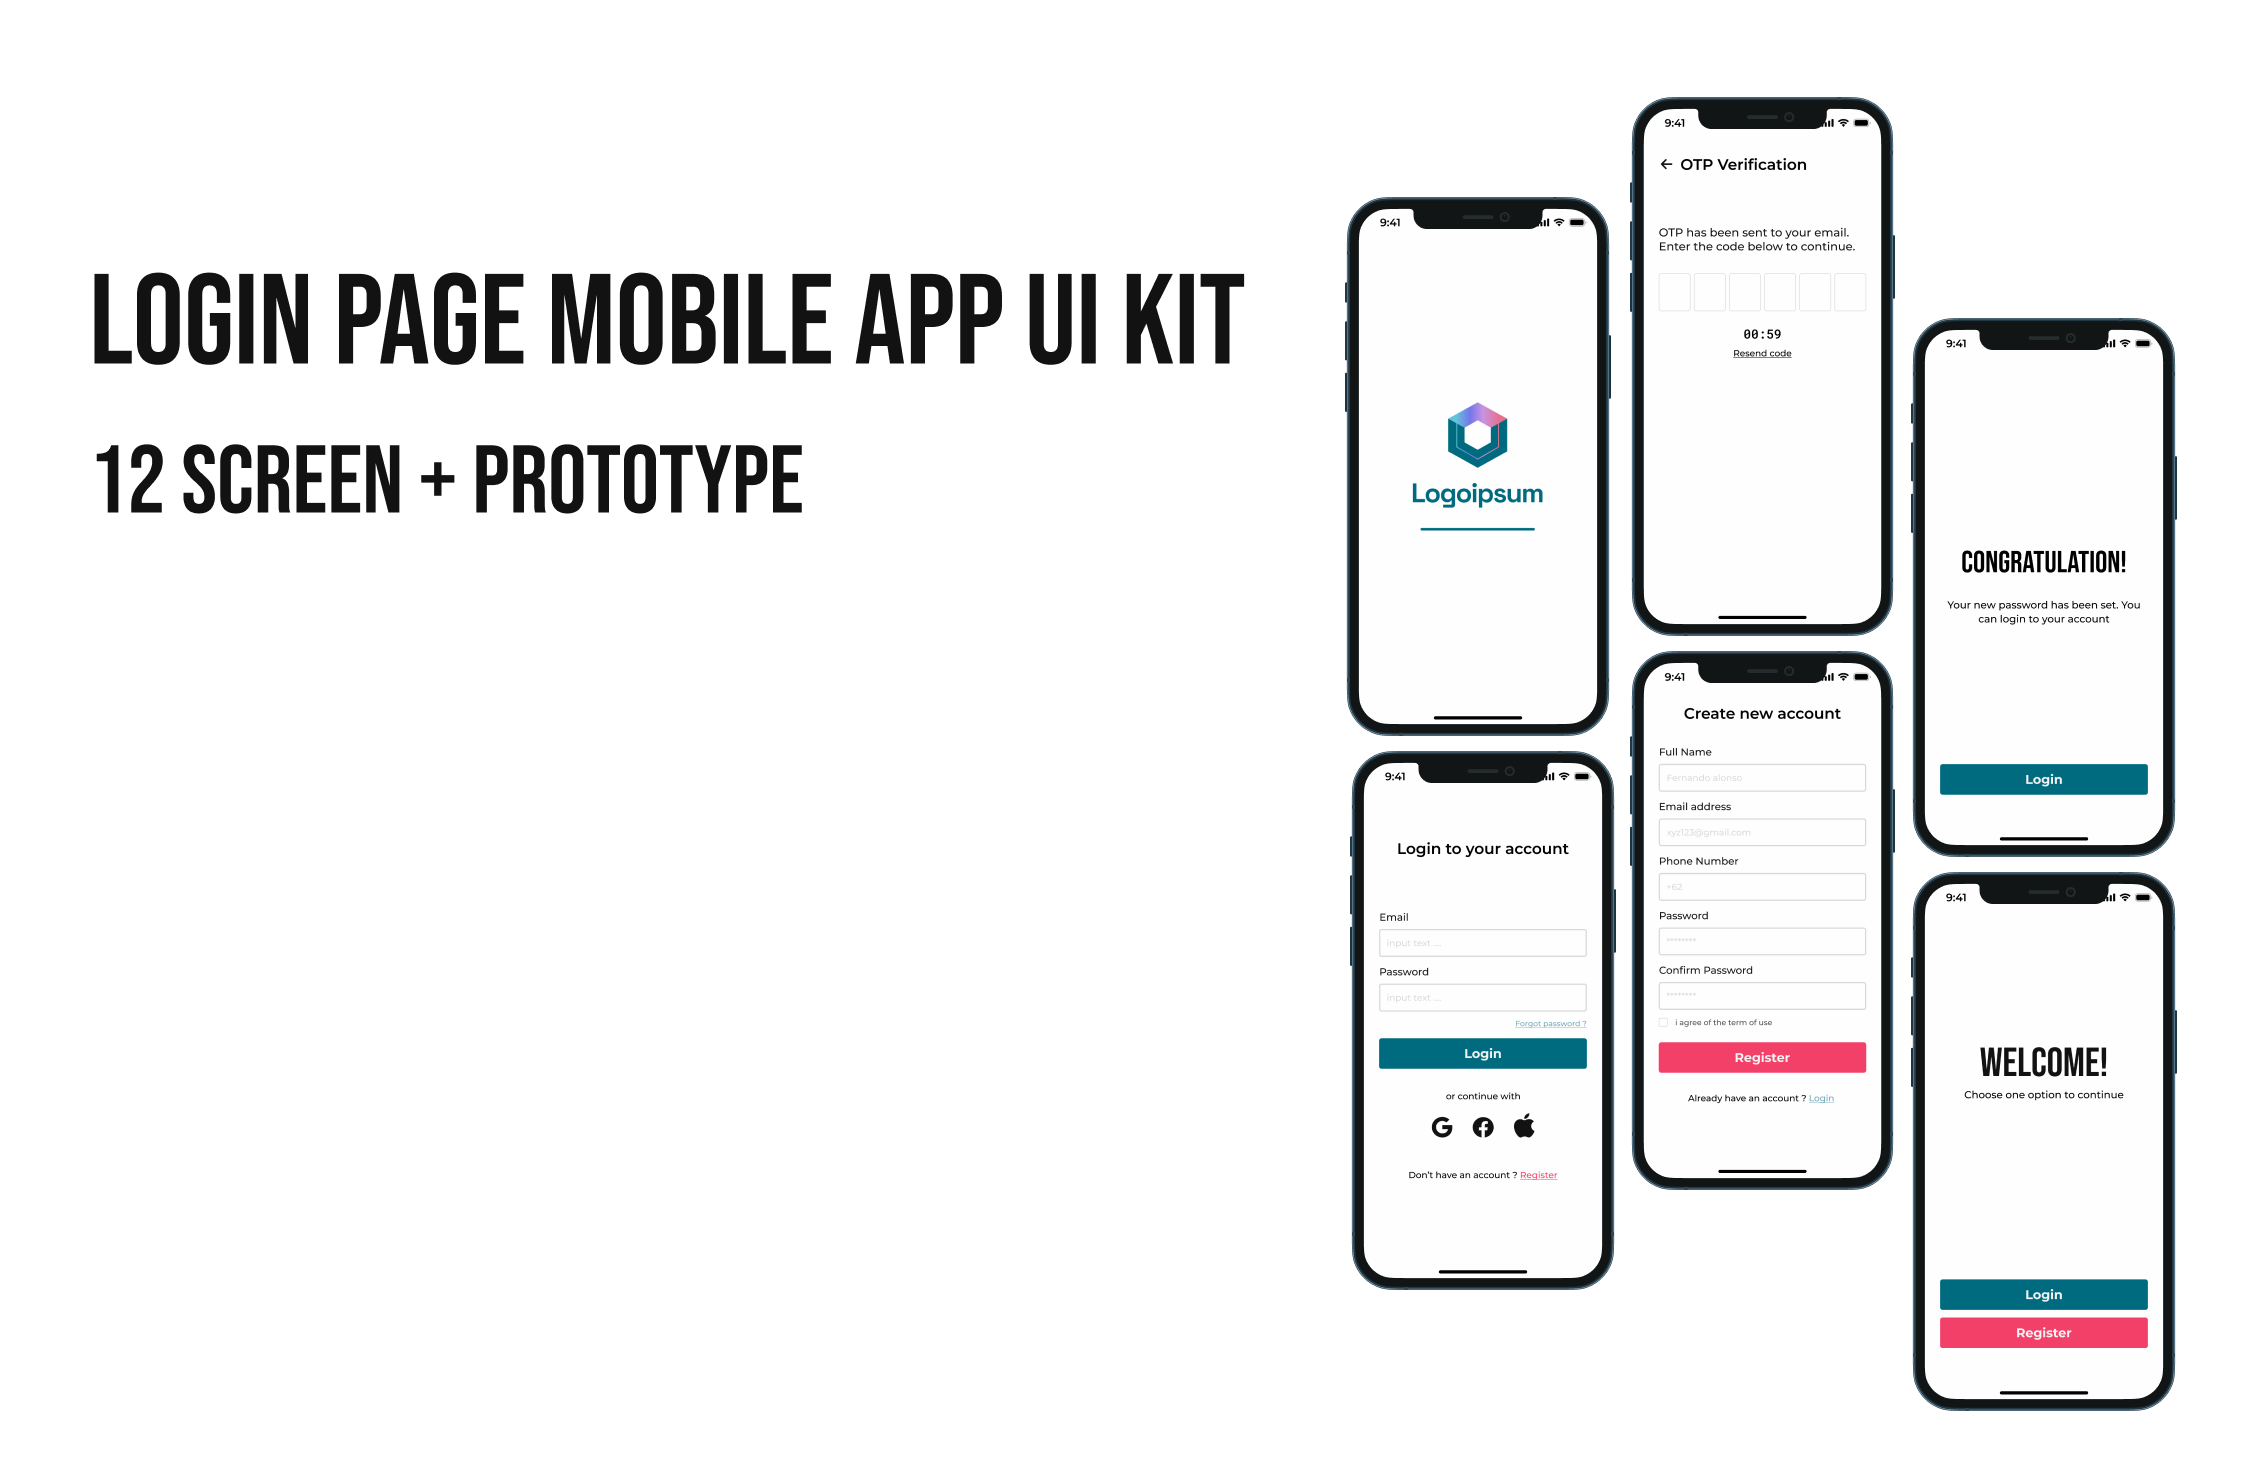 LOGIN PAGE MOBILE APP UI KIT
12 SCREEN + PROTOTYPE
9:41
Logoipsum
9:41
Login to your account
Email
input text ....
Password
input text ....
Forgot password ?
Login
or continue with
Don't have an account ? Register
9:41
OTP Verification
OTP has been sent to your email.
Enter the code below to continue.
00:59
Resend code
9:41
Create new account
Full Name
Fernando alonso
Email address
xyz123@gmail.com
Phone Number
+62
Password
********
Confirm Password
********
i agree of the term of use
Register
Already have an account ? Login
9:41
CONGRATULATION!
Your new password has been set. You
can login to your account
Login
9:41
WELCOME!
Choose one option to continue
Login
Register